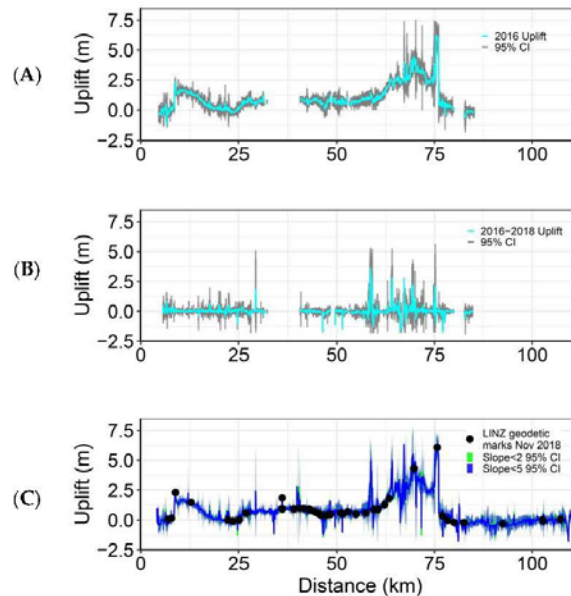 (A)
Uplift (m)
7.5
5.0
2.5
0.0
−2.5
2016 Uplift
95% CI
0
25
50
75
100
(B)
Uplift (m)
7.5
5.0
2.5
0.0
−2.5
2016−2018 Uplift
95% CI
0
25
50
75
100
(C)
Uplift (m)
7.5
5.0
2.5
0.0
−2.5
LINZ geodetic
marks Nov 2018
Slope<2 95% CI
Slope<5 95% CI
0
25
50
75
100
Distance (km)